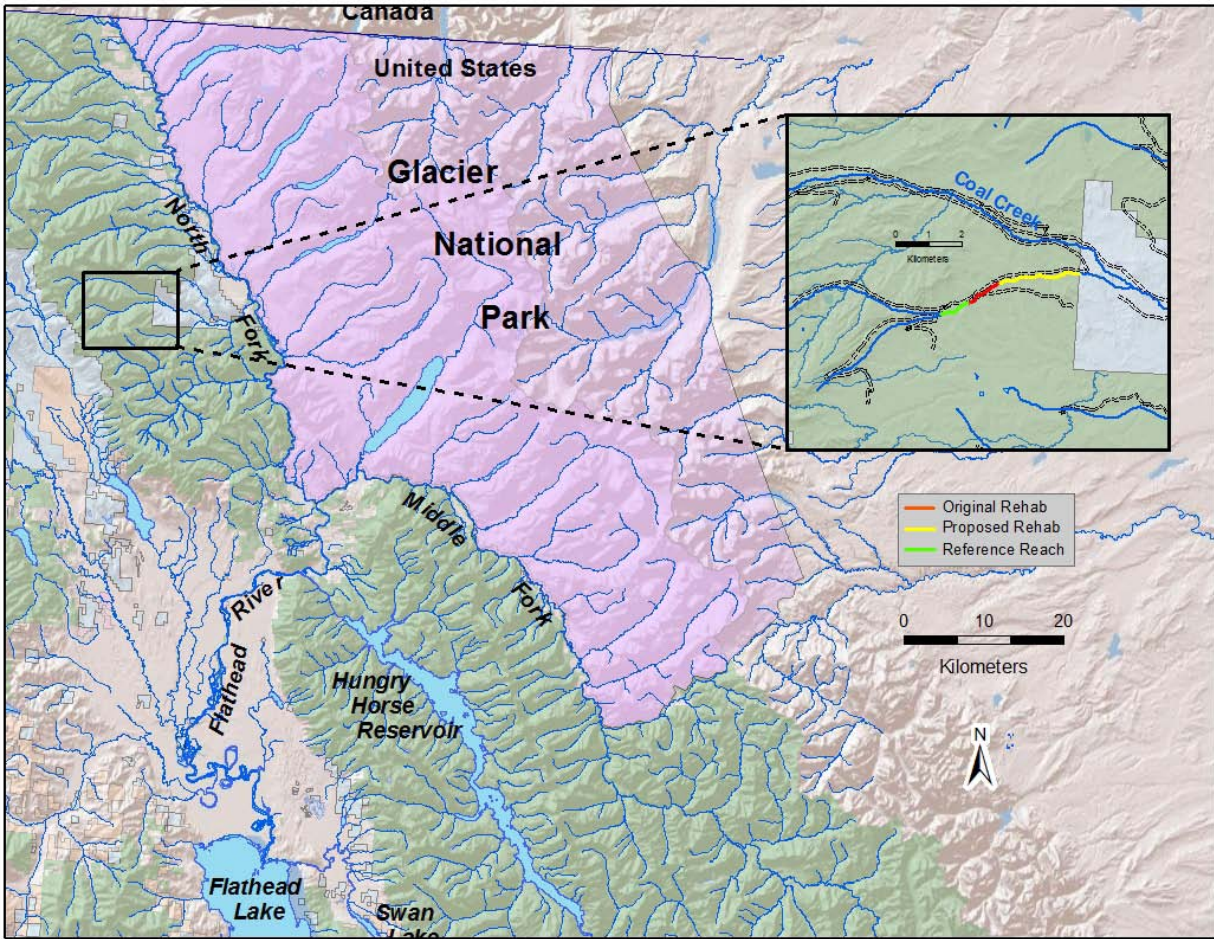 Canada
United States
Glacier
National
Park
North
Fork
Coal Creek
0 1 2
Kilometers
Middle
Fork
Original Rehab
Proposed Rehab
Reference Reach
0 10 20
Kilometers
River
Flathead
Hungry
Horse
Reservoir
N
Flathead
Lake
Swan
Lake